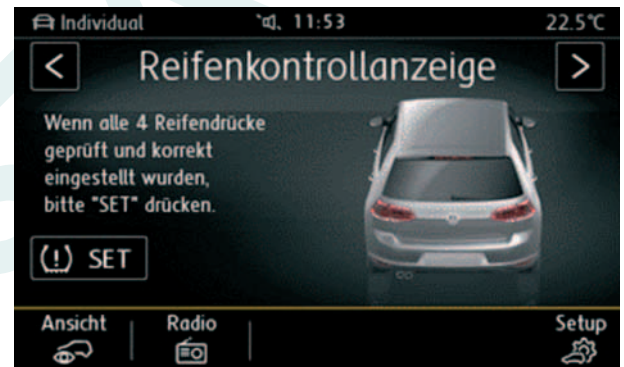 Individual 11:53 22.5°C
< Reifenkontrollanzeige >
Wenn alle 4 Reifendrücke
geprüft und korrekt
eingestellt wurden,
bitte "SET" drücken.
(!) SET
Ansicht Radio Setup